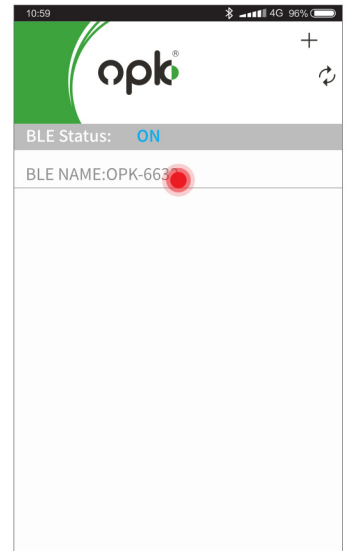 10:59 4G 96%
+
opk®
BLE Status: ON
BLE NAME:OPK-663